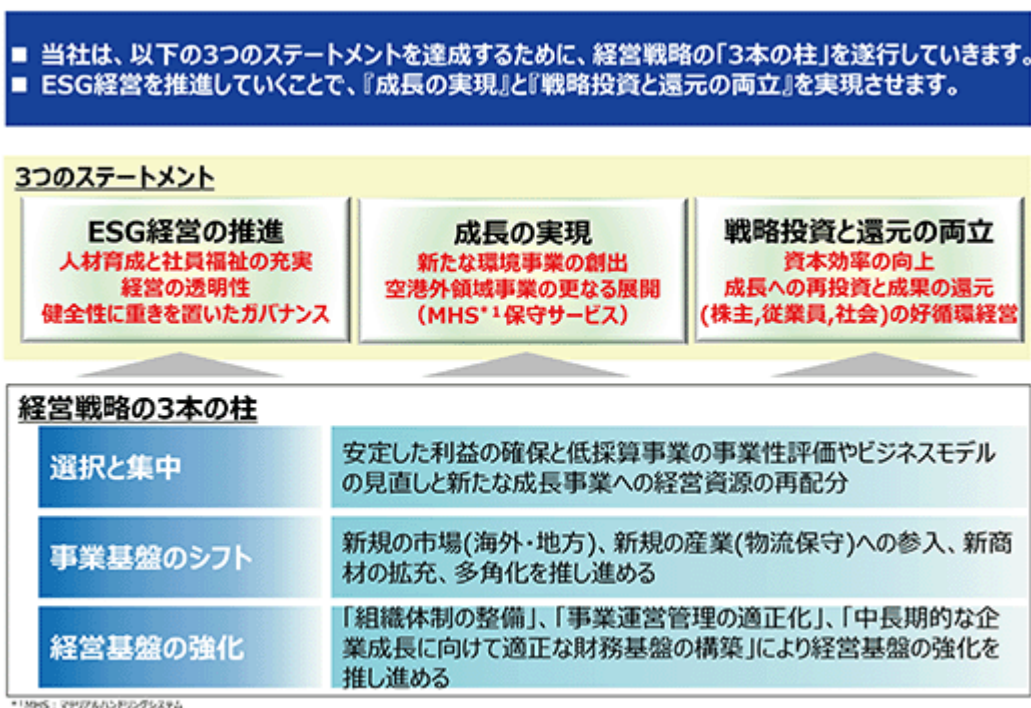 ■ 当社は、以下の3つのステートメントを達成するために、経営戦略の「3本の柱」を遂行していきます。
■ ESG経営を推進していくことで、『成長の実現』と『戦略投資と還元の両立』を実現させます。
3つのステートメント
ESG経営の推進
人材育成と社員福祉の充実
経営の透明性
健全性に重きを置いたガバナンス
成長の実現
新たな環境事業の創出
空港外領域事業の更なる展開
(MHS*1保守サービス)
戦略投資と還元の両立
資本効率の向上
成長への再投資と成果の還元
(株主,従業員,社会)の好循環経営
経営戦略の3本の柱
選択と集中
安定した利益の確保と低採算事業の事業性評価やビジネスモデル
の見直しと新たな成長事業への経営資源の再配分
事業基盤のシフト
新規の市場(海外・地方)、新規の産業(物流保守)への参入、新商
材の拡充、多角化を推し進める
経営基盤の強化
「組織体制の整備」、「事業運営管理の適正化」、「中長期的な企
業成長に向けて適正な財務基盤の構築」により経営基盤の強化を
推し進める
*1MHS:マテリアルハンドリングシステム